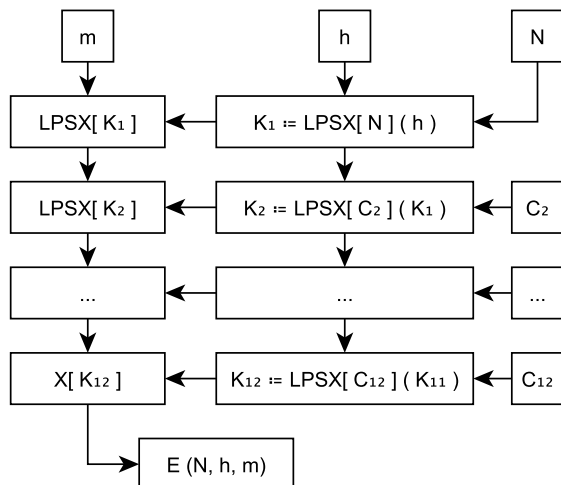 m h N
LPSX[ K₁ ] K₁ := LPSX[ N ] ( h )
LPSX[ K₂ ] K₂ := LPSX[ C₂ ] ( K₁ ) C₂
... ... ...
X[ K₁₂ ] K₁₂ := LPSX[ C₁₂ ] ( K₁₁ ) C₁₂
E (N, h, m)